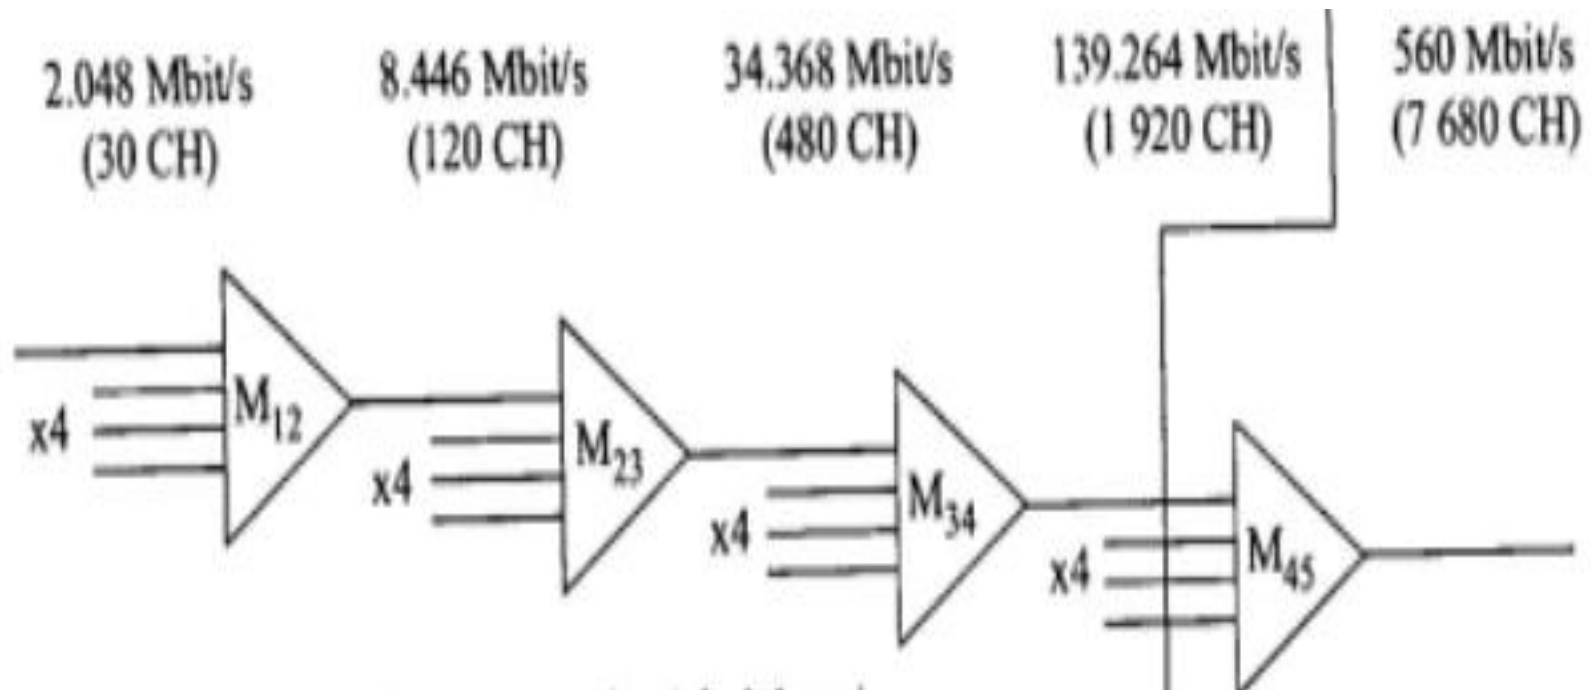 2.048 Mbit/s
(30 CH)
8.446 Mbit/s
(120 CH)
34.368 Mbit/s
(480 CH)
139.264 Mbit/s
(1 920 CH)
560 Mbit/s
(7 680 CH)
M12
x4
M23
x4
M34
x4
M45
x4